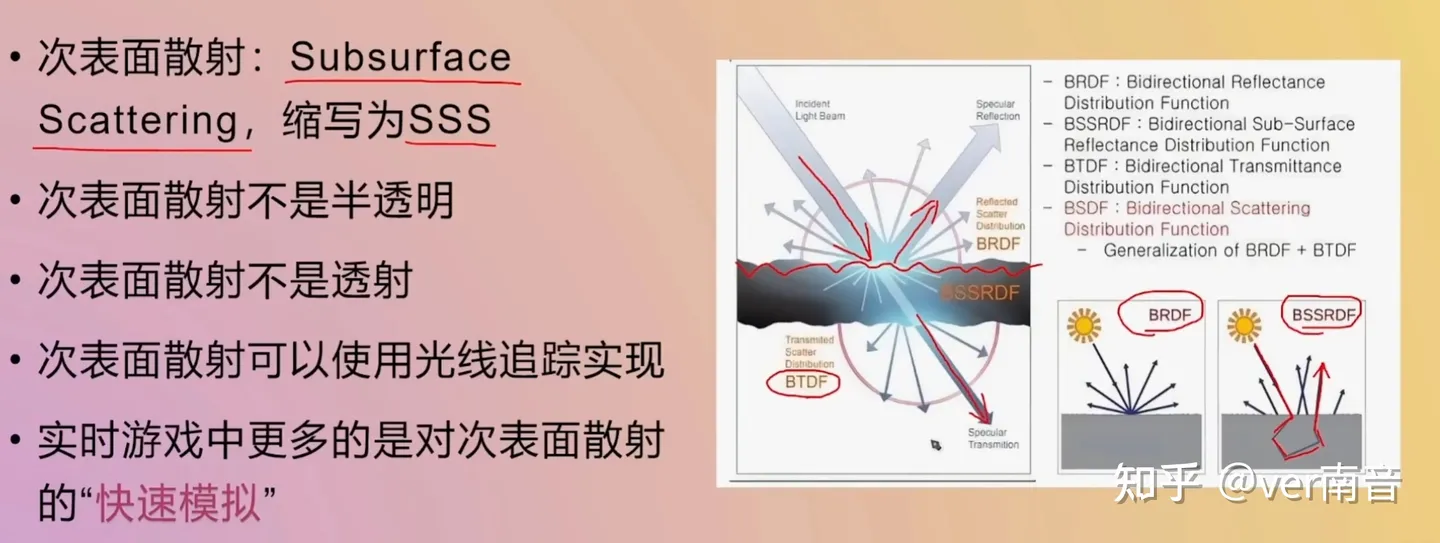 • 次表面散射：Subsurface
Scattering，缩写为SSS
• 次表面散射不是半透明
• 次表面散射不是透射
• 次表面散射可以使用光线追踪实现
• 实时游戏中更多的是对次表面散射
的“快速模拟”
Incident
Light Beam
Specular
Reflection
Reflected
Scatter
Distribution
BRDF
BSSRDF
Transmited
Scatter
Distribution
BTDF
Specular
Transmition
- BRDF : Bidirectional Reflectance
Distribution Function
- BSSRDF : Bidirectional Sub-Surface
Reflectance Distribution Function
- BTDF : Bidirectional Transmittance
Distribution Function
- BSDF : Bidirectional Scattering
Distribution Function
- Generalization of BRDF + BTDF
BRDF
BSSRDF
知乎 @ver南音